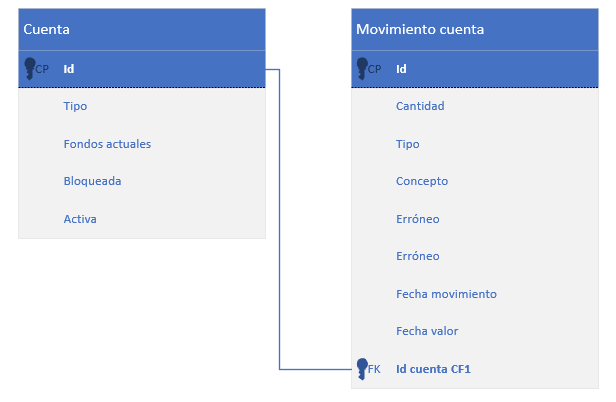 Cuenta
CP Id
Tipo
Fondos actuales
Bloqueada
Activa
Movimiento cuenta
CP Id
Cantidad
Tipo
Concepto
Erróneo
Erróneo
Fecha movimiento
Fecha valor
FK Id cuenta CF1